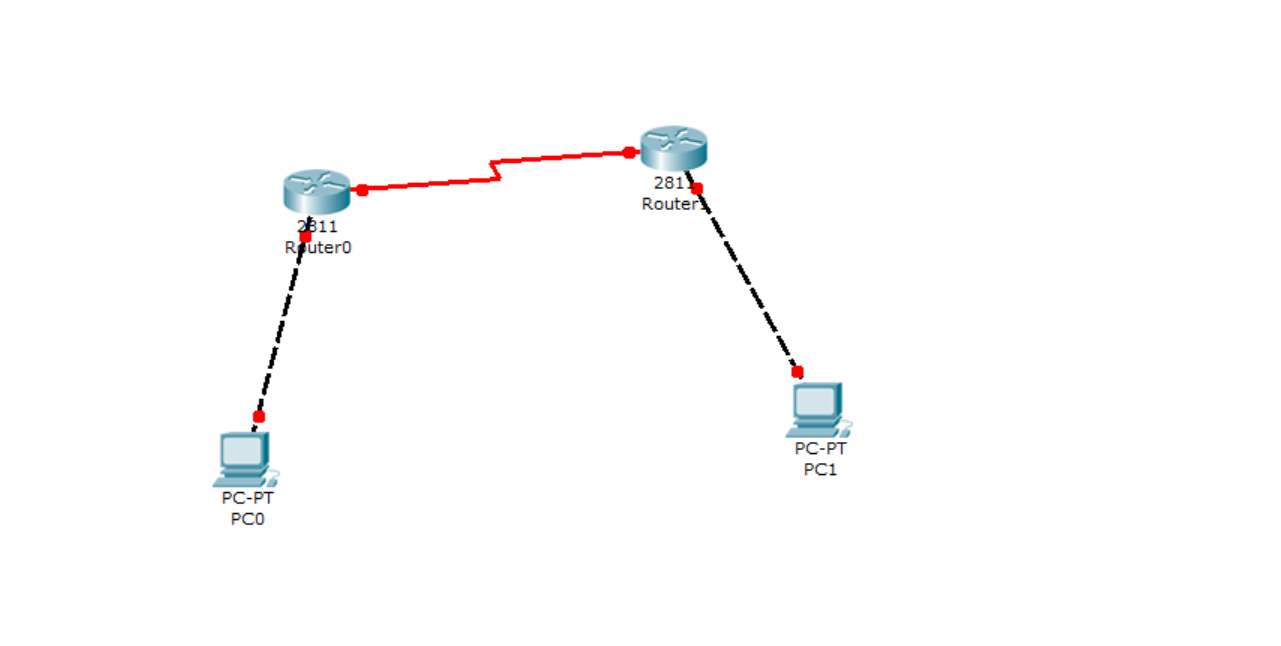 2811
Router0
2811
Router1
PC-PT
PC0
PC-PT
PC1